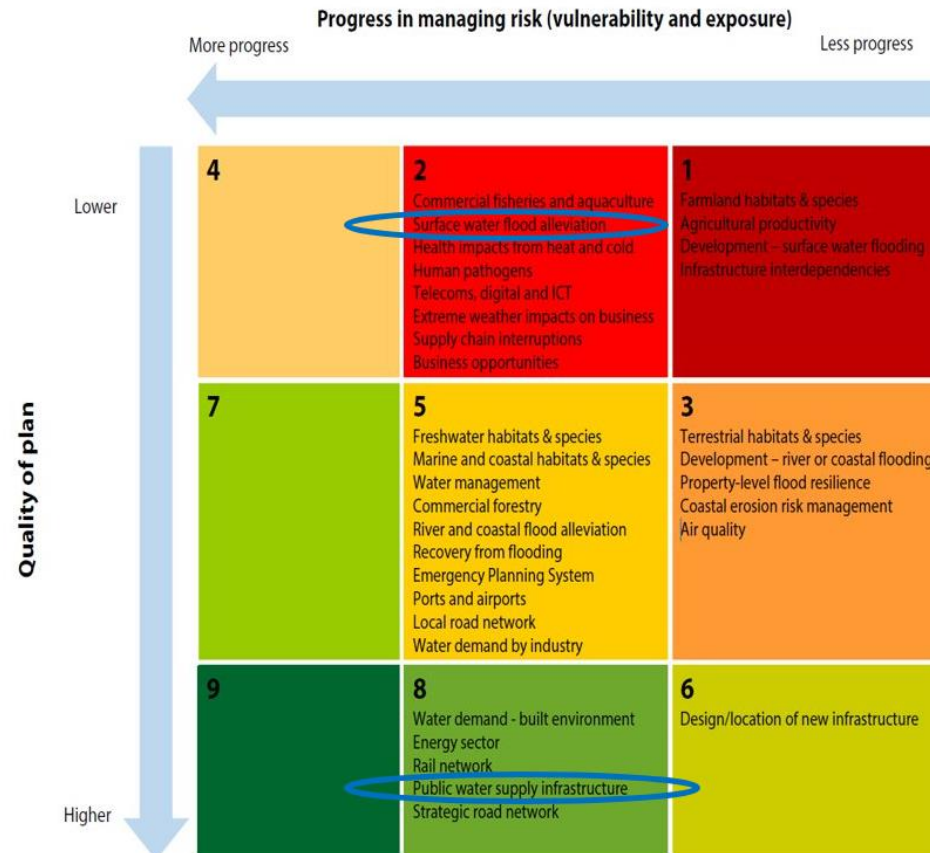 Progress in managing risk (vulnerability and exposure)
More progress
Less progress
Quality of plan
Lower
Higher
4
2
Commercial fisheries and aquaculture
Surface water flood alleviation
Health impacts from heat and cold
Human pathogens
Telecoms, digital and ICT
Extreme weather impacts on business
Supply chain interruptions
Business opportunities
1
Farmland habitats & species
Agricultural productivity
Development – surface water flooding
Infrastructure interdependencies
7
5
Freshwater habitats & species
Marine and coastal habitats & species
Water management
Commercial forestry
River and coastal flood alleviation
Recovery from flooding
Emergency Planning System
Ports and airports
Local road network
Water demand by industry
3
Terrestrial habitats & species
Development – river or coastal flooding
Property-level flood resilience
Coastal erosion risk management
Air quality
9
8
Water demand - built environment
Energy sector
Rail network
Public water supply infrastructure
Strategic road network
6
Design/location of new infrastructure